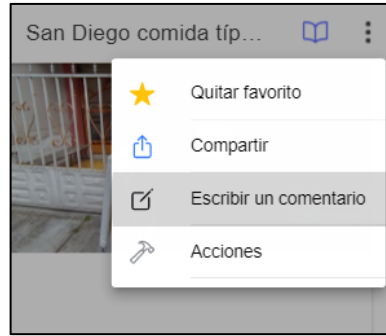 San Diego comida típ...
Quitar favorito
Compartir
Escribir un comentario
Acciones